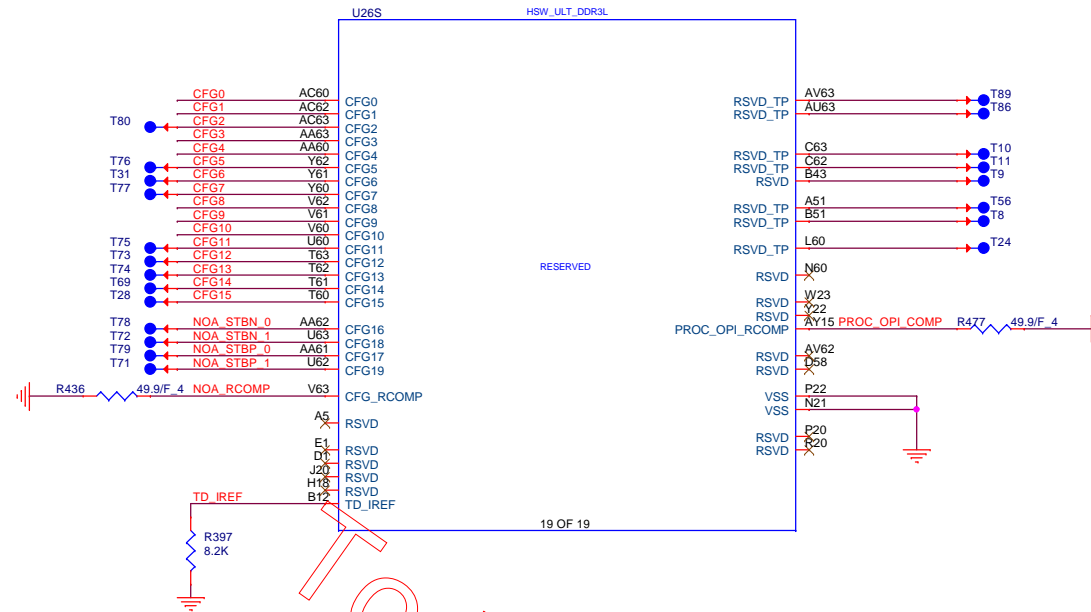 U26S HSW_ULT_DDR3L
CFG0 AC60 CFG0 RSVD_TP AV63 T89
CFG1 AC62 CFG1 RSVD_TP AU63 T86
T80 CFG2 AC63 CFG2
CFG3 AA63 CFG3
CFG4 AA60 CFG4 RSVD_TP C63 T10
T76 CFG5 Y62 CFG5 RSVD_TP C62 T11
T31 CFG6 Y61 CFG6 RSVD B43 T9
T77 CFG7 Y60 CFG7
CFG8 V62 CFG8 RSVD_TP A51 T56
CFG9 V61 CFG9 RSVD_TP B51 T8
CFG10 V60 CFG10
T75 CFG11 U60 CFG11 RSVD_TP L60 T24
T73 CFG12 T63 CFG12
T74 CFG13 T62 CFG13 RESERVED RSVD N60
T69 CFG14 T61 CFG14
T28 CFG15 T60 CFG15 RSVD W23
RSVD Y22
T78 NOA_STBN_0 AA62 CFG16 PROC_OPI_RCOMP AY15 PROC_OPI_COMP R477 49.9/F_4
T72 NOA_STBN_1 U63 CFG18
T79 NOA_STBP_0 AA61 CFG17 RSVD AV62
T71 NOA_STBP_1 U62 CFG19 RSVD D58
R436 49.9/F_4 NOA_RCOMP V63 CFG_RCOMP VSS P22
VSS N21
A5 RSVD
RSVD P20
E1 RSVD RSVD R20
D1 RSVD
J20 RSVD
H18 RSVD
TD_IREF B12 TD_IREF
19 OF 19
R397
8.2K